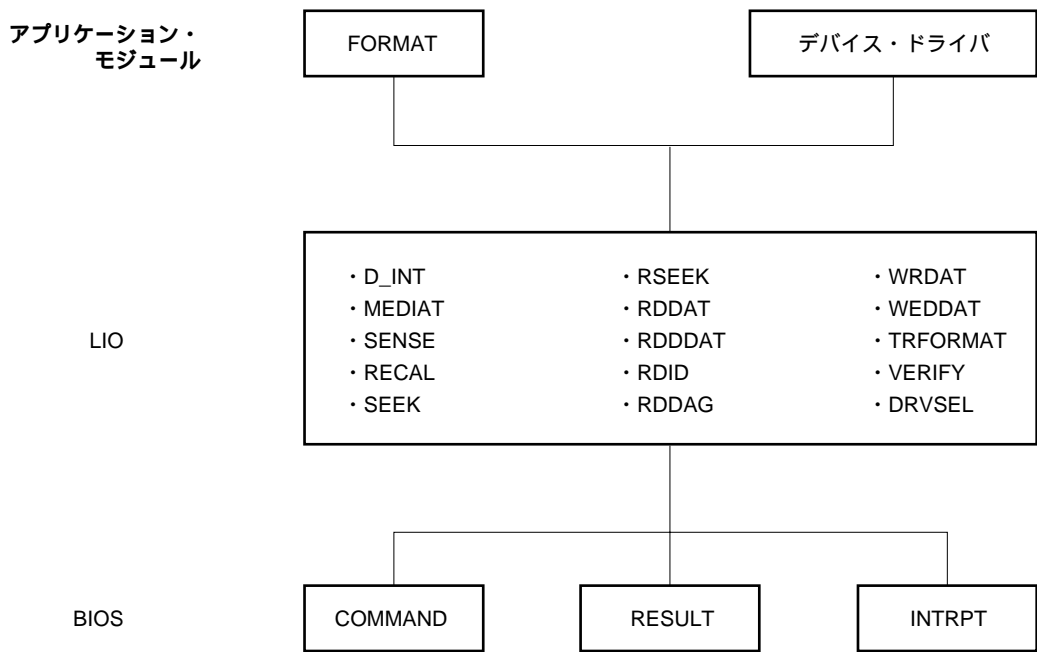 アプリケーション・
モジュール
FORMAT
デバイス・ドライバ
LIO
・D_INT
・MEDIAT
・SENSE
・RECAL
・SEEK
・RSEEK
・RDDAT
・RDDDAT
・RDID
・RDDAG
・WRDAT
・WEDDAT
・TRFORMAT
・VERIFY
・DRVSEL
BIOS
COMMAND
RESULT
INTRPT